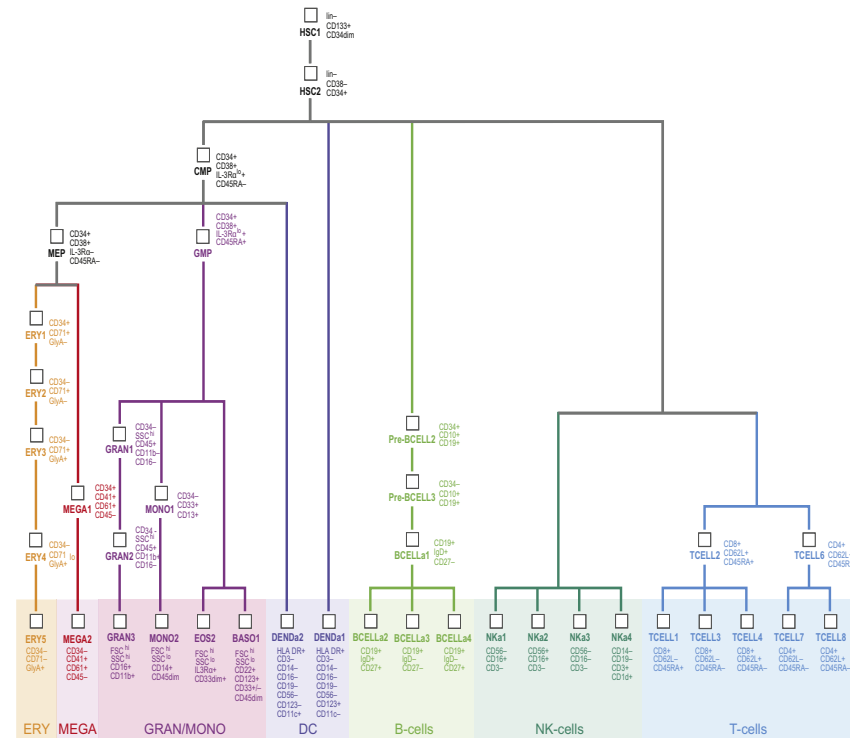 lin–
CD133+
CD34dim
HSC1
lin–
CD38–
CD34+
HSC2
CD34+
CD38+
IL-3Rαlo+
CD45RA–
CMP
CD34+
CD38+
IL-3Rα–
CD45RA–
MEP
CD34+
CD38+
IL-3Rαlo+
CD45RA+
GMP
CD34+
CD71+
GlyA–
ERY1
CD34–
CD71+
GlyA–
ERY2
CD34–
CD71+
GlyA+
ERY3
CD34–
SSC hi
CD45+
CD11b–
CD16–
GRAN1
CD34+
CD10+
CD19+
Pre-BCELL2
CD34+
CD41+
CD61+
CD45–
MEGA1
CD34–
CD33+
CD13+
MONO1
CD34–
CD10+
CD19+
Pre-BCELL3
CD34–
CD71 lo
GlyA+
ERY4
CD34 -
SSC hi
CD45+
CD11b+
CD16–
GRAN2
CD19+
IgD+
CD27–
BCELLa1
CD8+
CD62L+
CD45RA+
TCELL2
CD4+
CD62L
TCELL6
ERY5
CD34–
CD71–
GlyA+
MEGA2
CD34–
CD41+
CD61+
CD45–
GRAN3
FSC hi
SSC hi
CD16+
CD11b+
MONO2
FSC hi
SSC lo
CD14+
CD45dim
EOS2
FSC hi
SSC lo
IL3Rα+
CD33dim+
BASO1
FSC hi
SSC lo
CD22+
CD123+
CD33+/–
CD45dim
DENDa2
HLA DR+
CD3–
CD14–
CD16–
CD19–
CD56–
CD123–
CD11c+
DENDa1
HLA DR+
CD3–
CD14–
CD16–
CD19–
CD56–
CD123+
CD11c–
BCELLa2
CD19+
IgD+
CD27+
BCELLa3
CD19+
IgD–
CD27–
BCELLa4
CD19+
IgD–
CD27+
NKa1
CD56–
CD16+
CD3–
NKa2
CD56+
CD16+
CD3–
NKa3
CD56–
CD16–
CD3–
NKa4
CD14–
CD19–
CD3+
CD1d+
TCELL1
CD8+
CD62L–
CD45RA+
TCELL3
CD8+
CD62L–
CD45RA–
TCELL4
CD8+
CD62L+
CD45RA–
TCELL7
CD4+
CD62L–
CD45RA–
TCELL8
CD4+
CD62L+
CD45RA–
ERY
MEGA
GRAN/MONO
DC
B-cells
NK-cells
T-cells